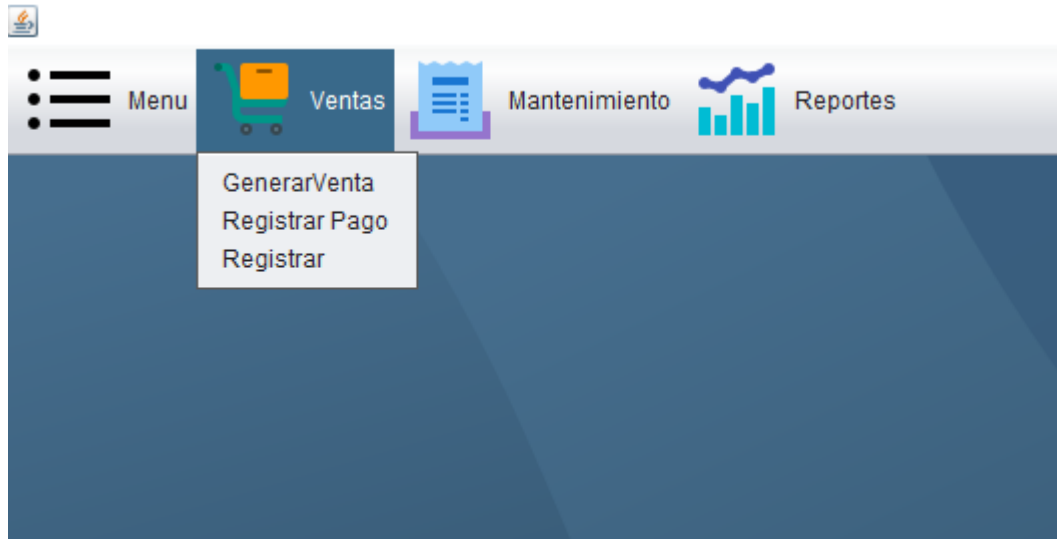 Menu Ventas Mantenimiento Reportes
GenerarVenta
Registrar Pago
Registrar